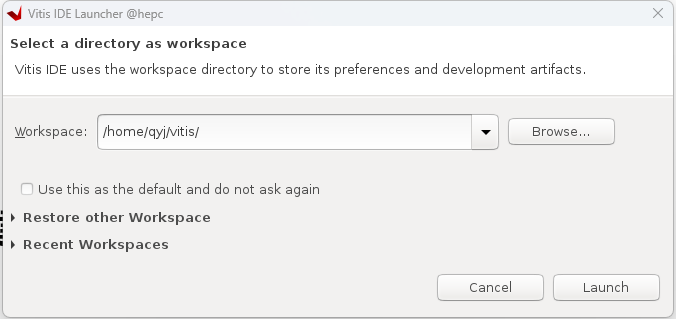 Vitis IDE Launcher @hepc
Select a directory as workspace
Vitis IDE uses the workspace directory to store its preferences and development artifacts.
Workspace: /home/qyj/vitis/ Browse...
Use this as the default and do not ask again
Restore other Workspace
Recent Workspaces
Cancel Launch